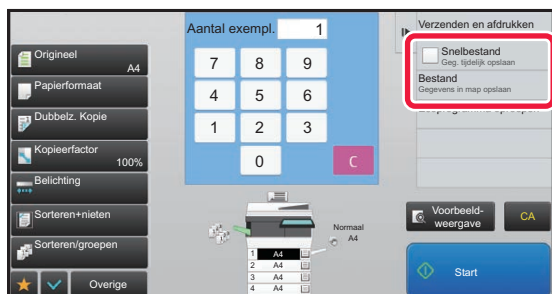 Origineel
A4
Papierformaat
Dubbelz. Kopie
Kopieerfactor
100%
Belichting
Sorteren+nieten
Sorteren/groepen
Overige
Aantal exempl. 1
7 8 9
4 5 6
1 2 3
0 C
Normaal
A4
1 A4
2 A4
3 A4
4 A4
Verzenden en afdrukken
Snelbestand
Geg. tijdelijk opslaan
Bestand
Gegevens in map opslaan
Voorbeeld-
weergave
CA
Start